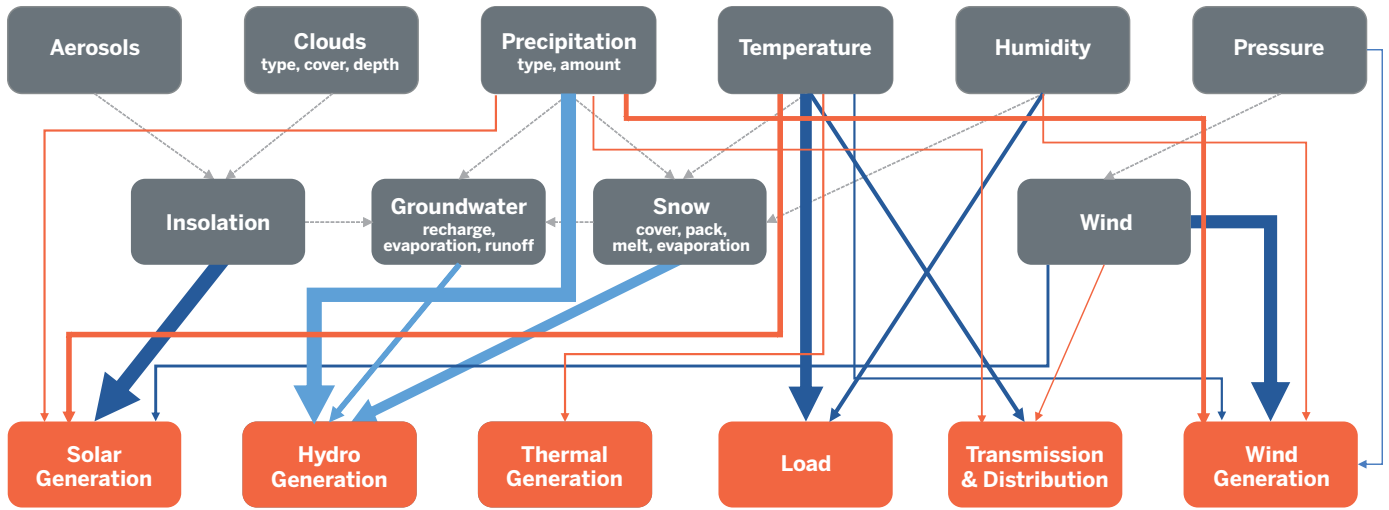 Aerosols
Clouds
type, cover, depth
Precipitation
type, amount
Temperature
Humidity
Pressure
Insolation
Groundwater
recharge,
evaporation, runoff
Snow
cover, pack,
melt, evaporation
Wind
Solar
Generation
Hydro
Generation
Thermal
Generation
Load
Transmission
& Distribution
Wind
Generation